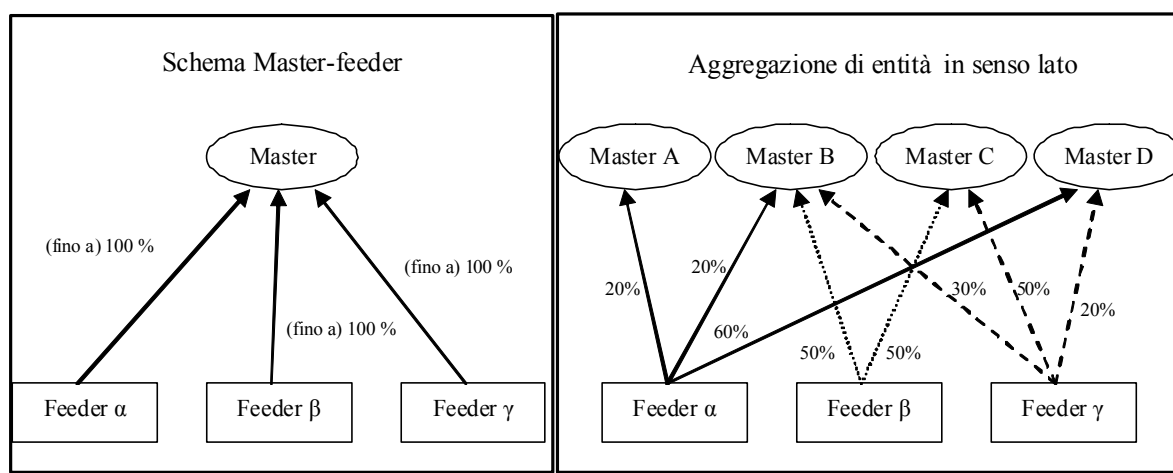 Schema Master-feeder
Master
(fino a) 100 %
(fino a) 100 %
(fino a) 100 %
Feeder α
Feeder β
Feeder γ
Aggregazione di entità in senso lato
Master A
Master B
Master C
Master D
20%
20%
60%
50%
50%
30%
50%
20%
Feeder α
Feeder β
Feeder γ